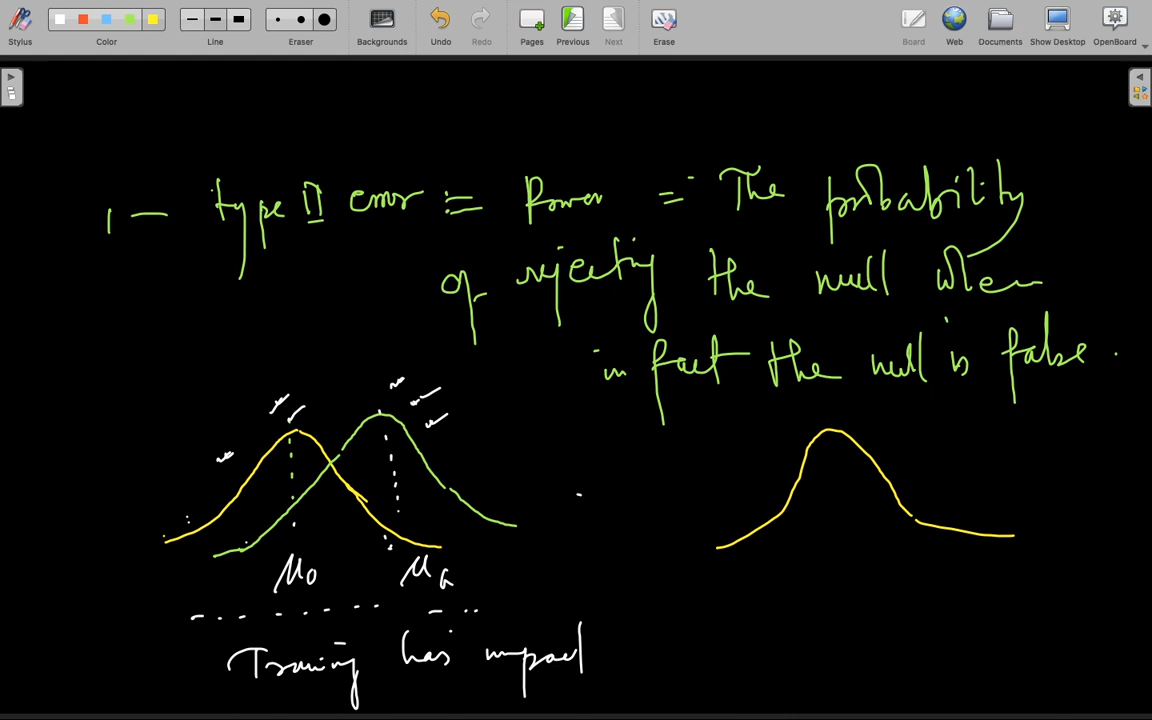 Stylus Color Line Eraser Backgrounds Undo Redo Pages Previous Next Erase Board Web Documents Show Desktop OpenBoard
1 - type II error = Power = The probability
of rejecting the null when
in fact the null is false.
μ0 μa
Training has impact